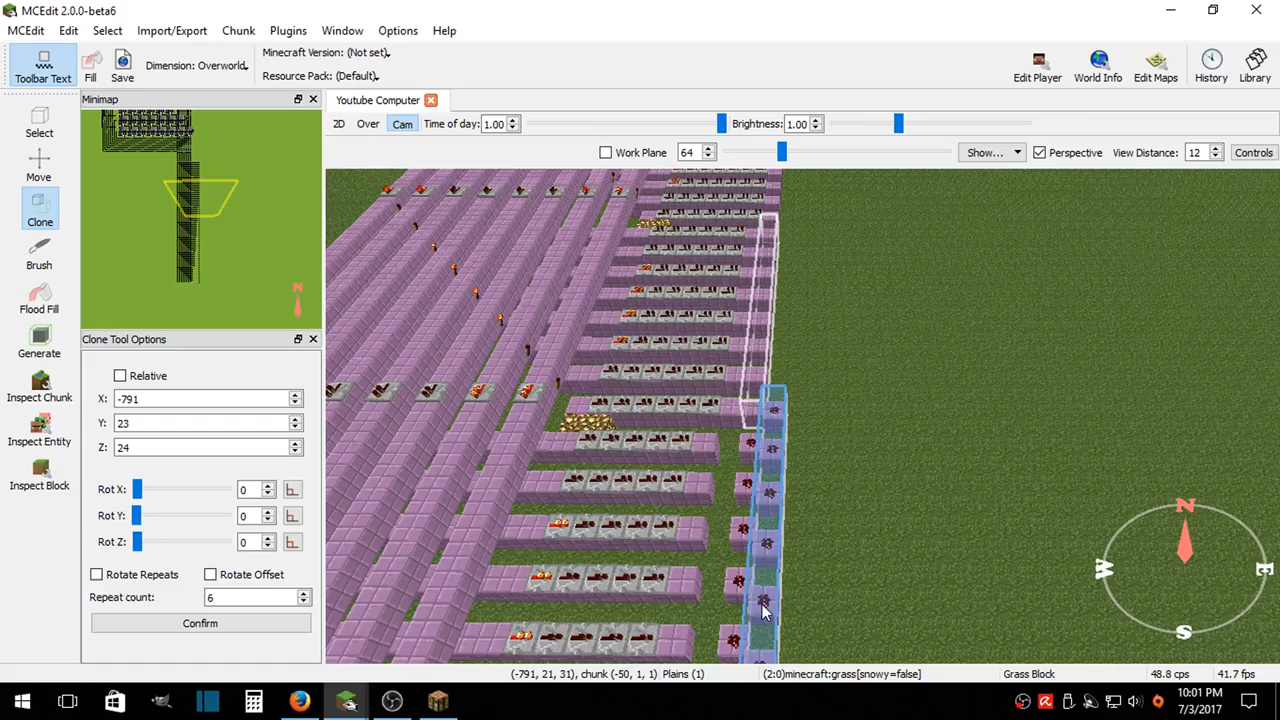 MCEdit 2.0.0-beta6
MCEdit Edit Select Import/Export Chunk Plugins Window Options Help
Toolbar Text Fill Save Dimension: Overworld Minecraft Version: (Not set) Resource Pack: (Default) Edit Player World Info Edit Maps History Library
Select
Move
Clone
Brush
Flood Fill
Generate
Inspect Chunk
Inspect Entity
Inspect Block
Minimap
N
Clone Tool Options
Relative
X: -791
Y: 23
Z: 24
Rot X: 0
Rot Y: 0
Rot Z: 0
Rotate Repeats Rotate Offset
Repeat count: 6
Confirm
Youtube Computer
2D Over Cam Time of day: 1.00 Brightness: 1.00
Work Plane 64 Show... Perspective View Distance: 12 Controls
N
W E
S
(-791, 21, 31), chunk (-50, 1, 1) Plains (1) (2:0)minecraft:grass[snowy=false] Grass Block 48.8 cps 41.7 fps
10:01 PM
7/3/2017